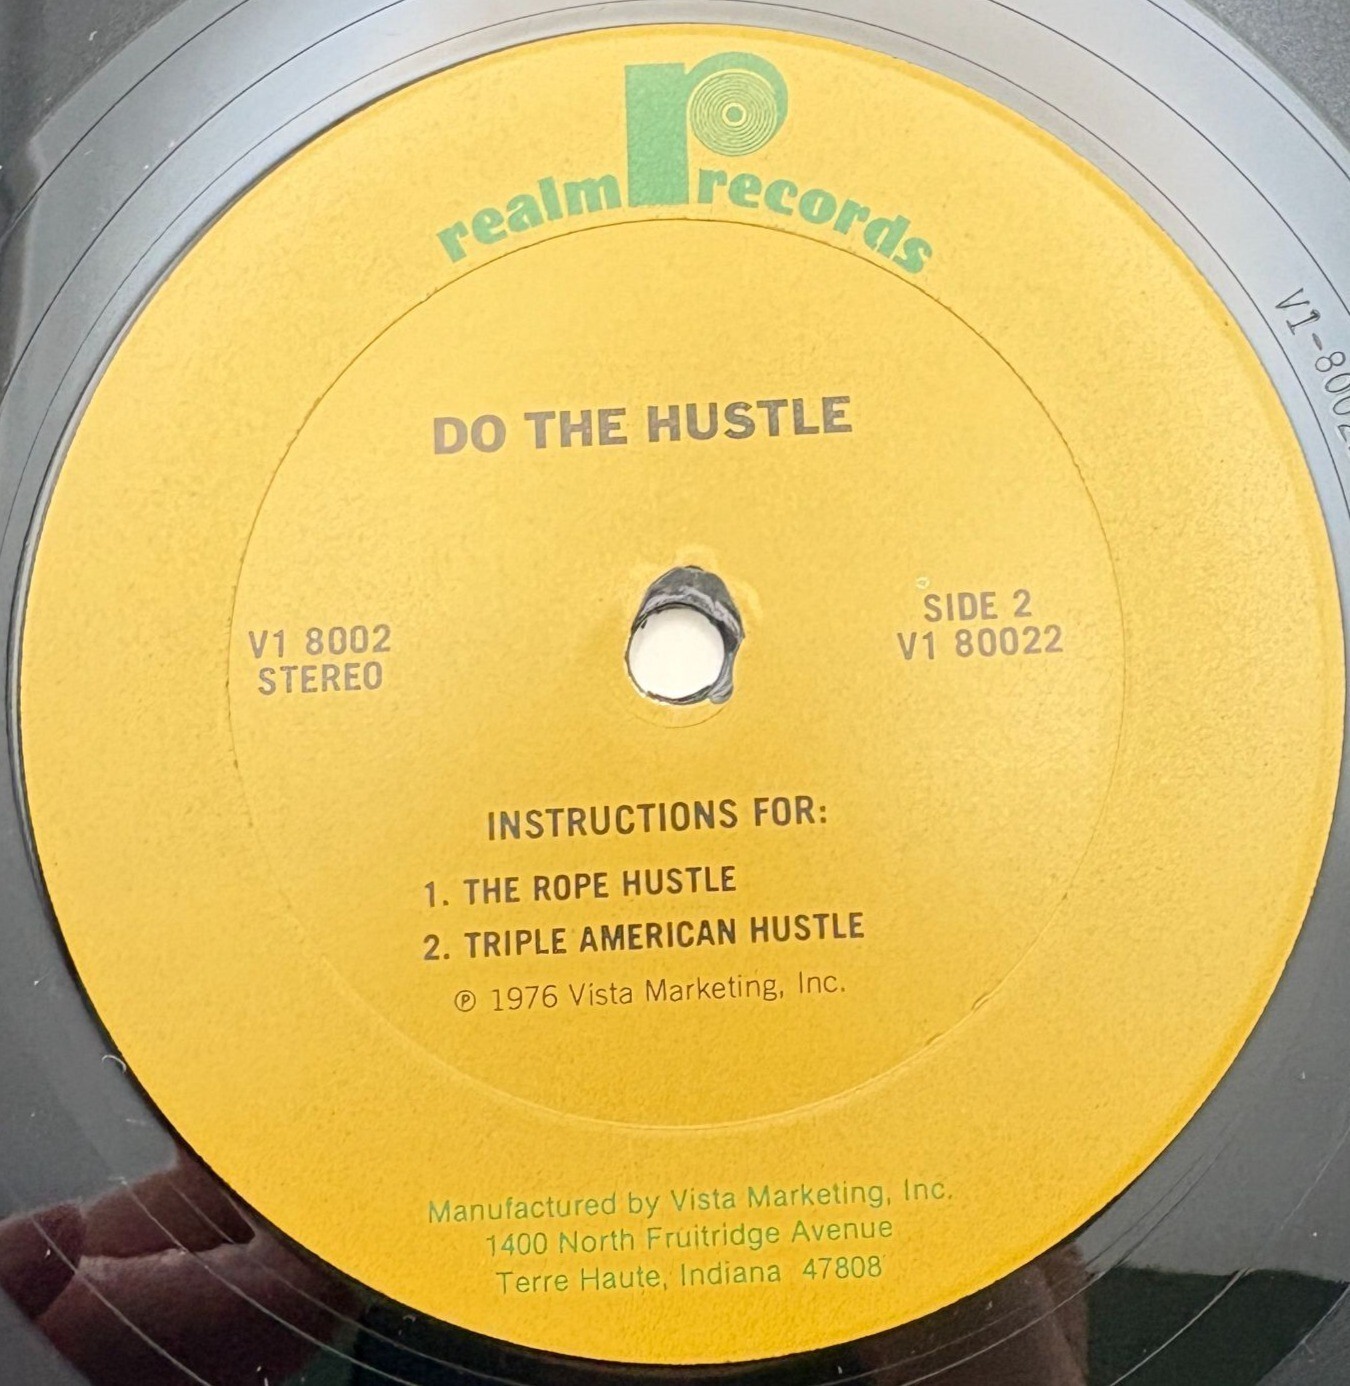 realm records
DO THE HUSTLE
V1 8002
STEREO
SIDE 2
V1 80022
INSTRUCTIONS FOR:
1. THE ROPE HUSTLE
2. TRIPLE AMERICAN HUSTLE
℗ 1976 Vista Marketing, Inc.
Manufactured by Vista Marketing, Inc.
1400 North Fruitridge Avenue
Terre Haute, Indiana 47808
V1-8002